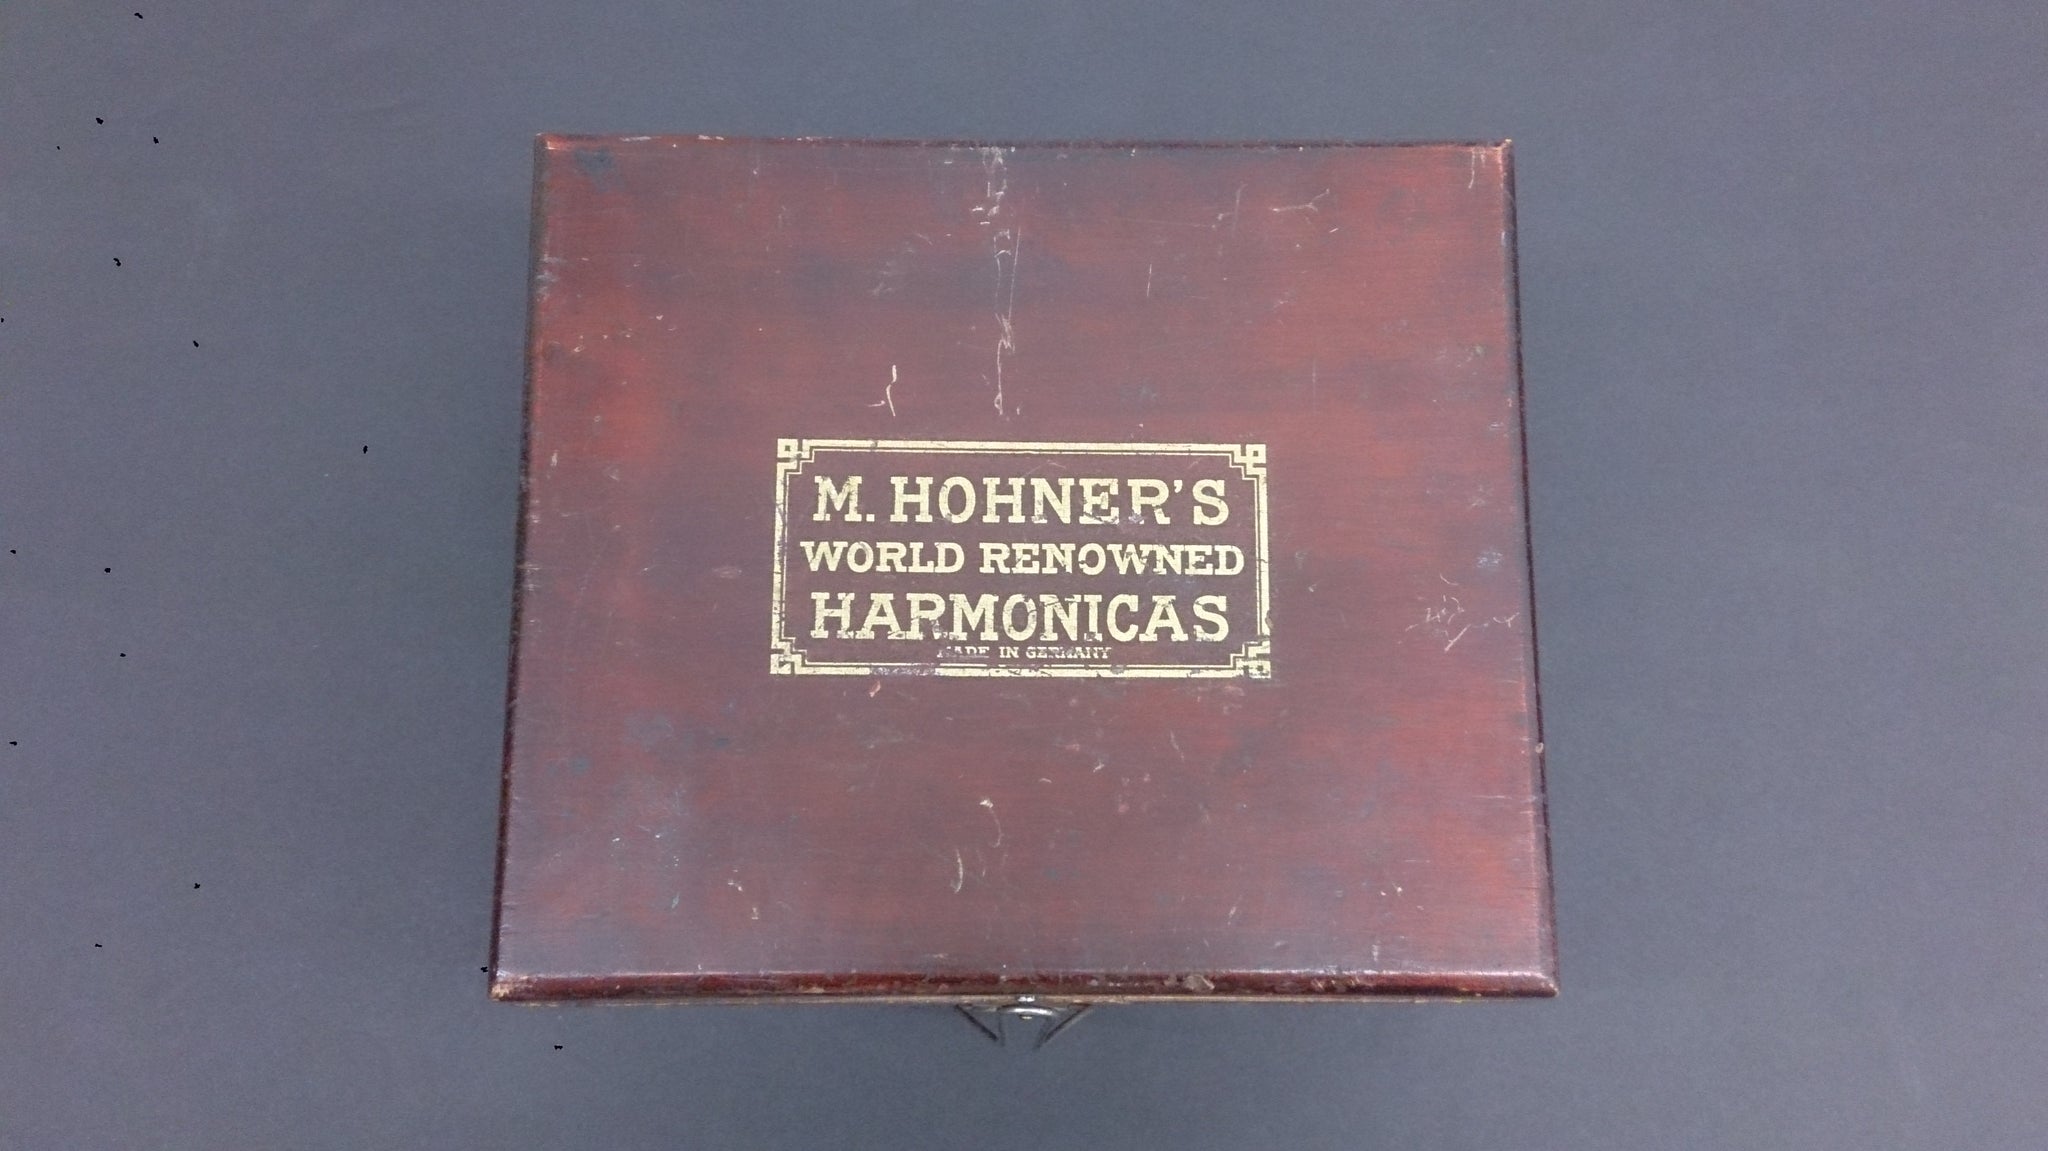 M. HOHNER'S
WORLD RENOWNED
HARMONICAS
MADE IN GERMANY